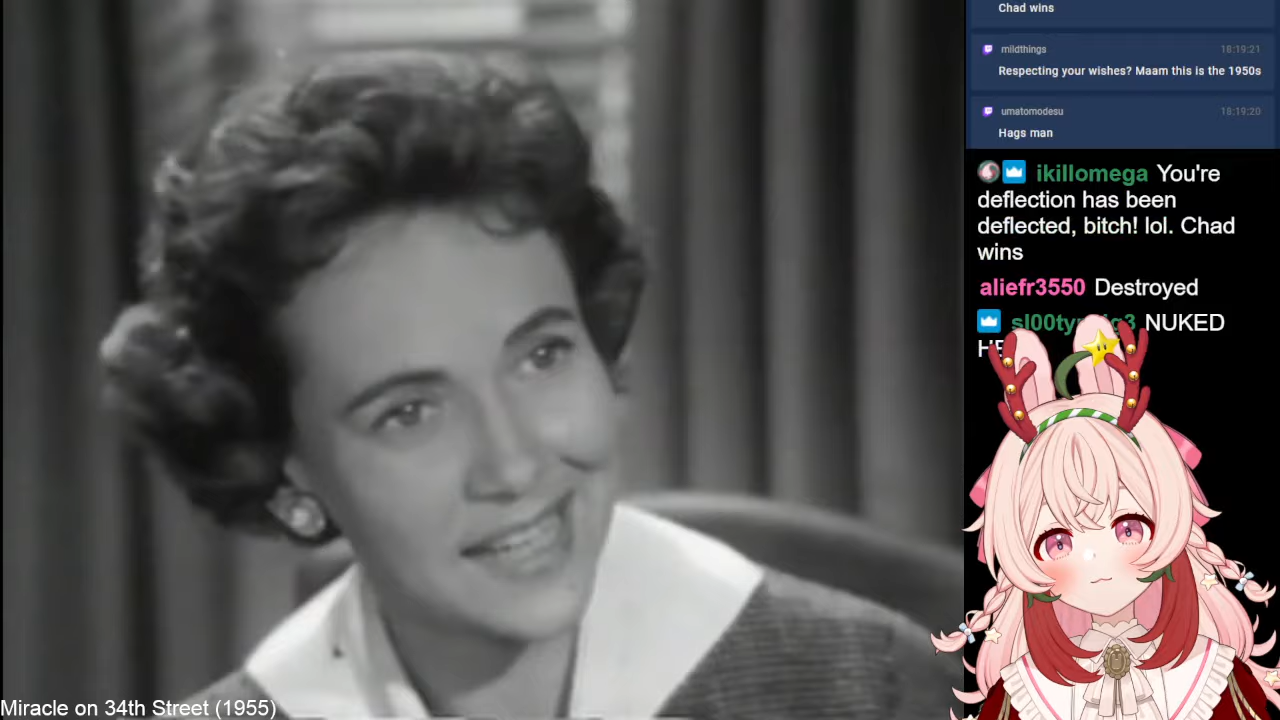 Chad wins
mildthings 18:19:21
Respecting your wishes? Maam this is the 1950s
umatomodesu 18:19:20
Hags man
ikillomega You're
deflection has been
deflected, bitch! lol. Chad
wins
aliefr3550 Destroyed
NUKED
Miracle on 34th Street (1955)